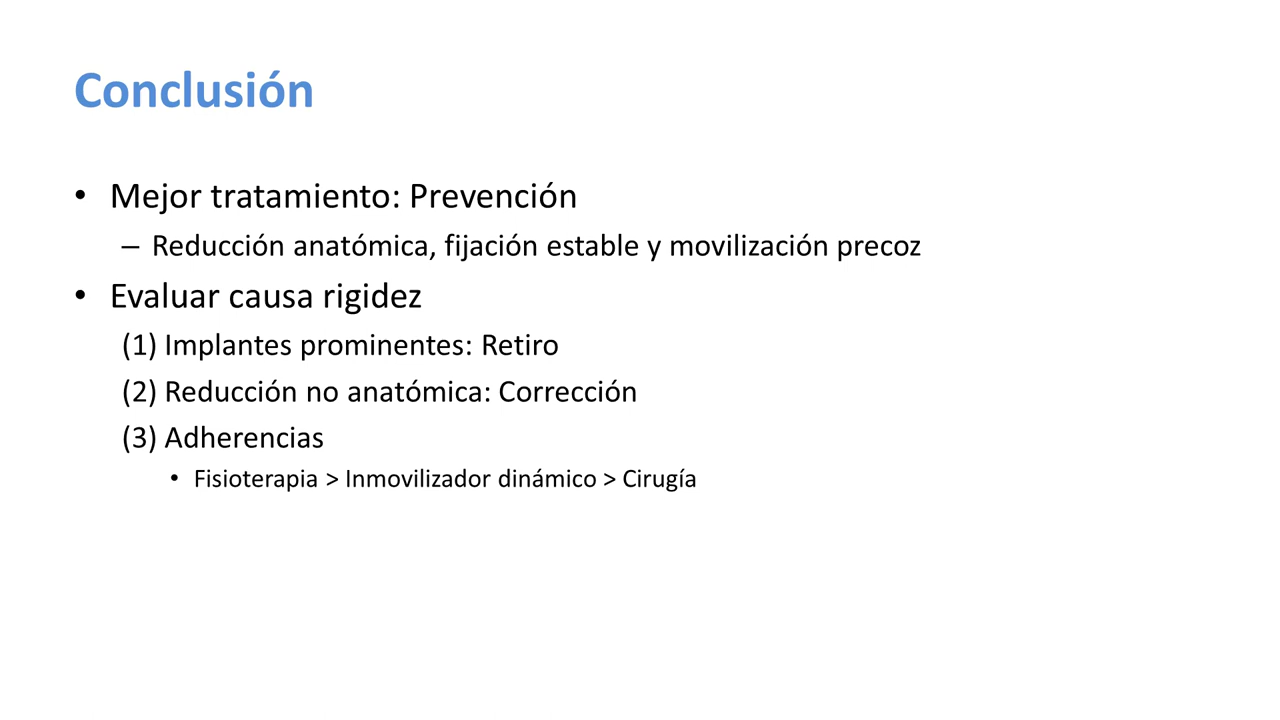 Conclusión
• Mejor tratamiento: Prevención
– Reducción anatómica, fijación estable y movilización precoz
• Evaluar causa rigidez
(1) Implantes prominentes: Retiro
(2) Reducción no anatómica: Corrección
(3) Adherencias
• Fisioterapia > Inmovilizador dinámico > Cirugía